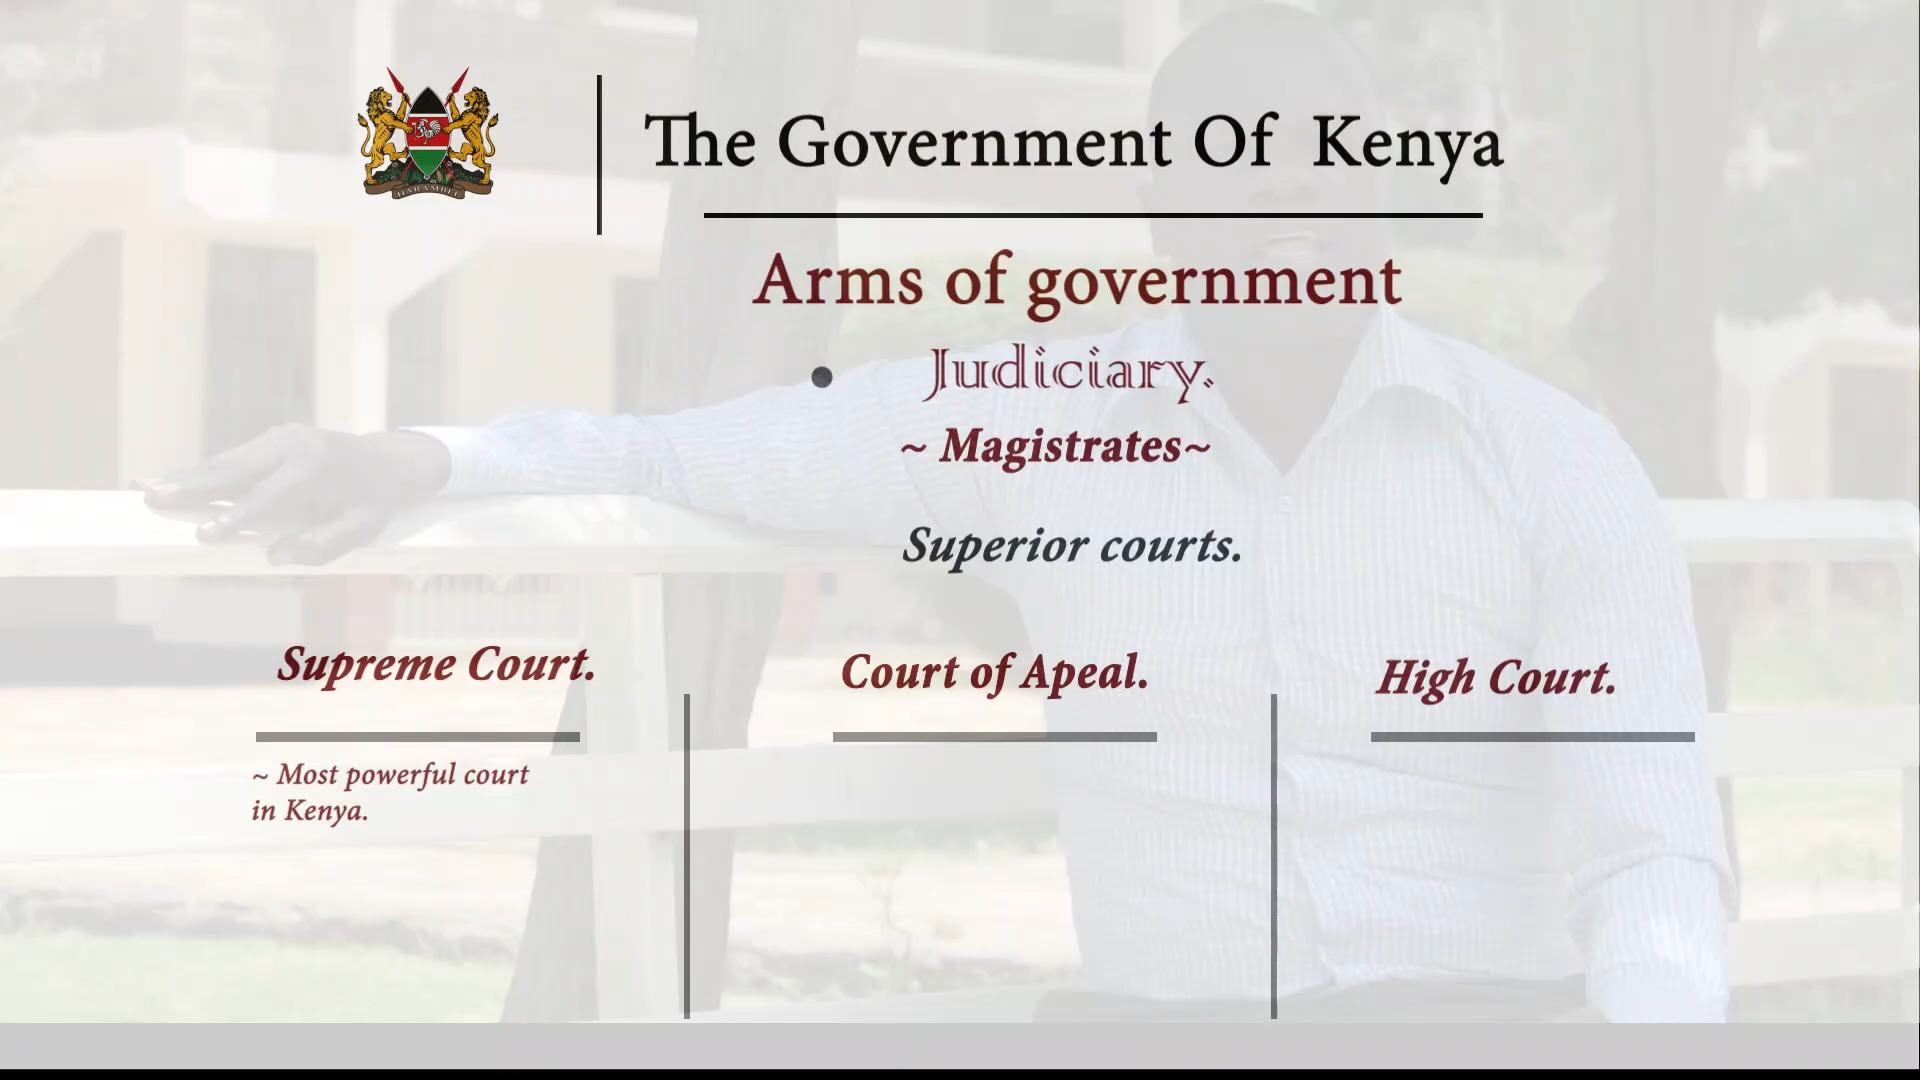 HARAMBEE
The Government Of Kenya
Arms of government
• Judiciary.
~ Magistrates~
Superior courts.
Supreme Court.
Court of Apeal.
High Court.
~ Most powerful court
in Kenya.